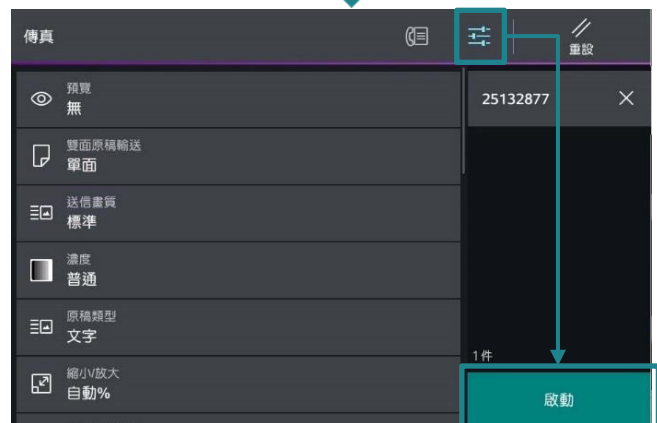 傳真
重設
預覽
無
25132877
雙面原稿輸送
單面
送信畫質
標準
濃度
普通
原稿類型
文字
1件
縮小/放大
自動%
啟動